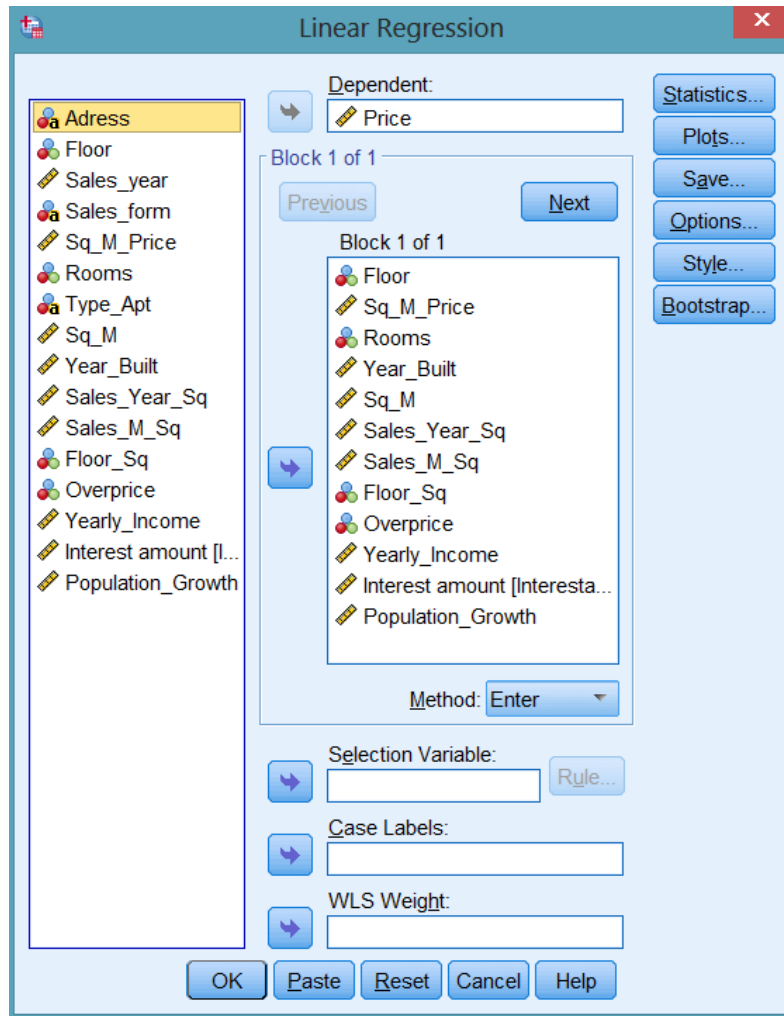 Linear Regression
x
Adress
Floor
Sales_year
Sales_form
Sq_M_Price
Rooms
Type_Apt
Sq_M
Year_Built
Sales_Year_Sq
Sales_M_Sq
Floor_Sq
Overprice
Yearly_Income
Interest amount [I...
Population_Growth
Dependent:
Price
Block 1 of 1
Previous
Next
Block 1 of 1
Floor
Sq_M_Price
Rooms
Year_Built
Sq_M
Sales_Year_Sq
Sales_M_Sq
Floor_Sq
Overprice
Yearly_Income
Interest amount [Interesta...
Population_Growth
Method: Enter
Selection Variable:
Rule...
Case Labels:
WLS Weight:
Statistics...
Plots...
Save...
Options...
Style...
Bootstrap...
OK
Paste
Reset
Cancel
Help